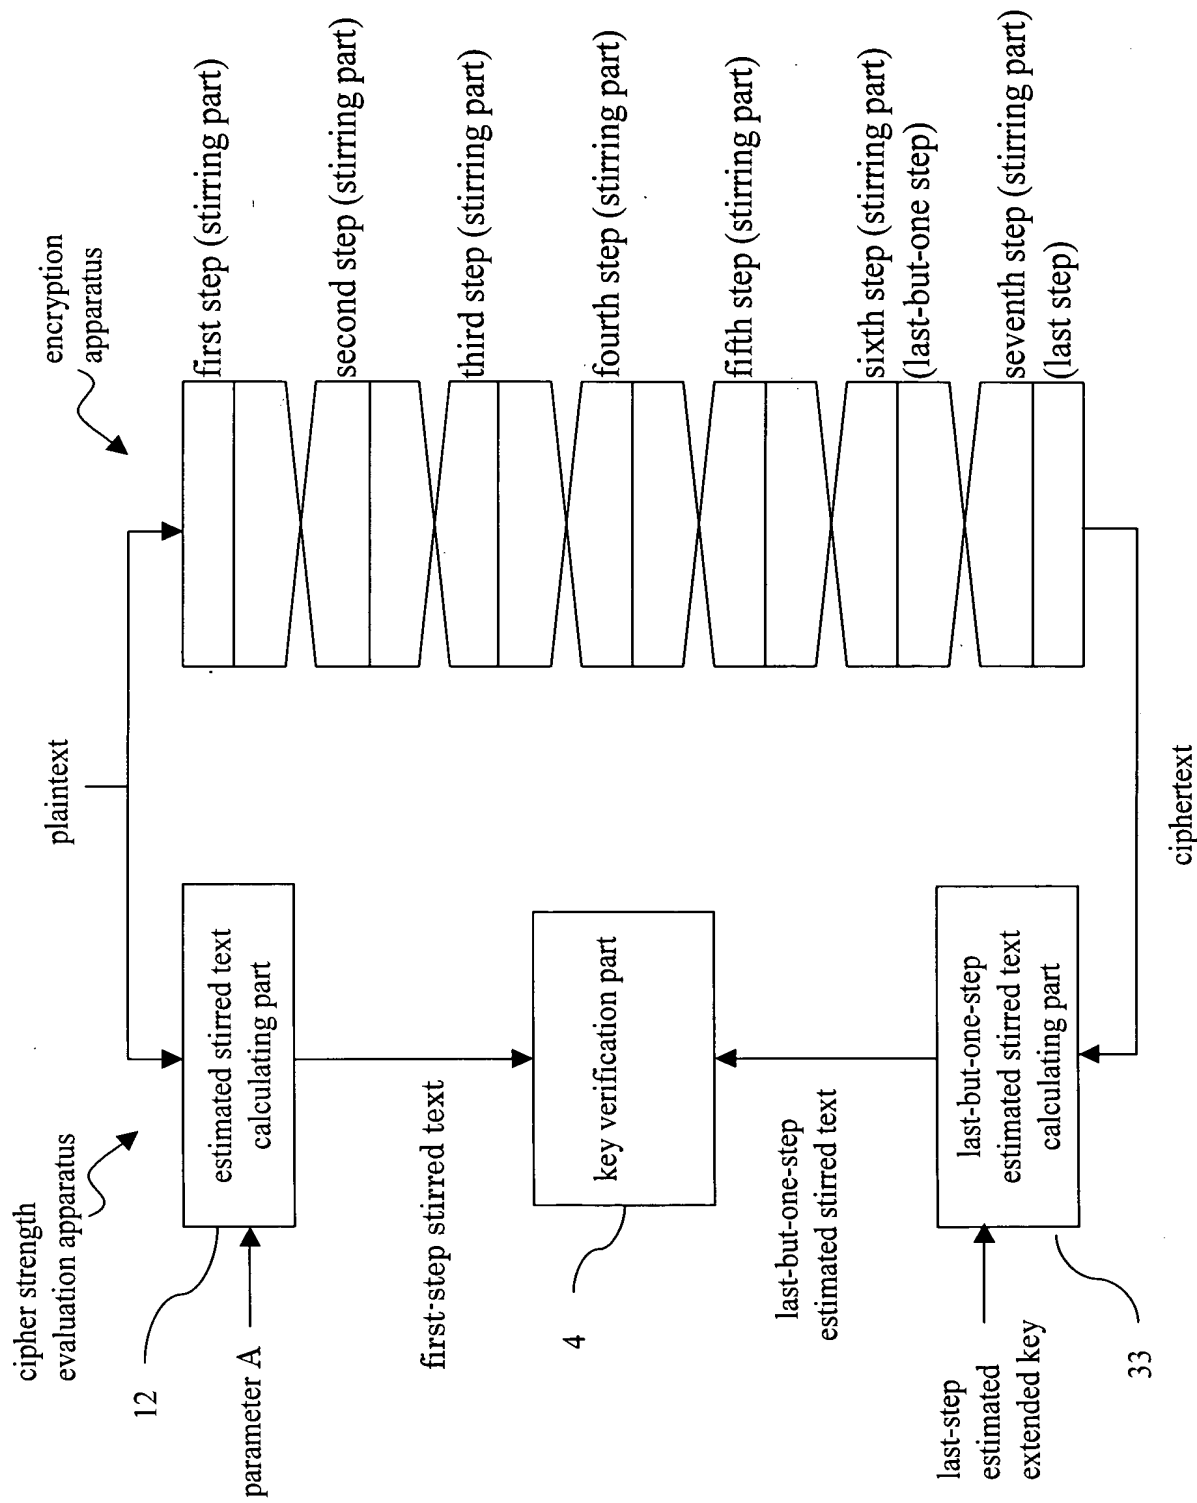 plaintext
encryption
apparatus
cipher strength
evaluation apparatus
12
parameter A
estimated stirred text
calculating part
first-step stirred text
key verification part
4
last-but-one-step
estimated stirred text
last-but-one-step
estimated stirred text
calculating part
last-step
estimated
extended key
33
ciphertext
first step (stirring part)
second step (stirring part)
third step (stirring part)
fourth step (stirring part)
fifth step (stirring part)
sixth step (stirring part)
(last-but-one step)
seventh step (stirring part)
(last step)